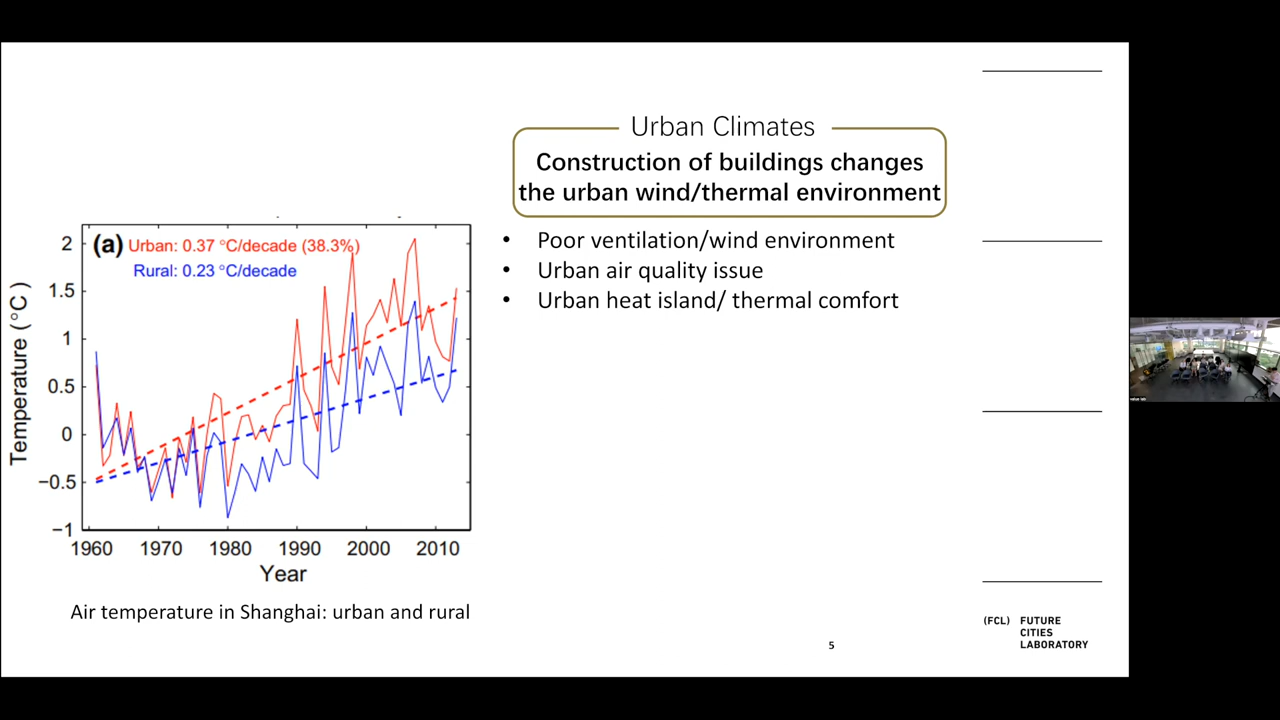 Urban Climates
Construction of buildings changes
the urban wind/thermal environment
• Poor ventilation/wind environment
• Urban air quality issue
• Urban heat island/ thermal comfort
(a) Urban: 0.37 °C/decade (38.3%)
Rural: 0.23 °C/decade
Temperature (°C)
2
1.5
1
0.5
0
−0.5
−1
1960 1970 1980 1990 2000 2010
Year
Air temperature in Shanghai: urban and rural
5
(FCL) FUTURE
CITIES
LABORATORY